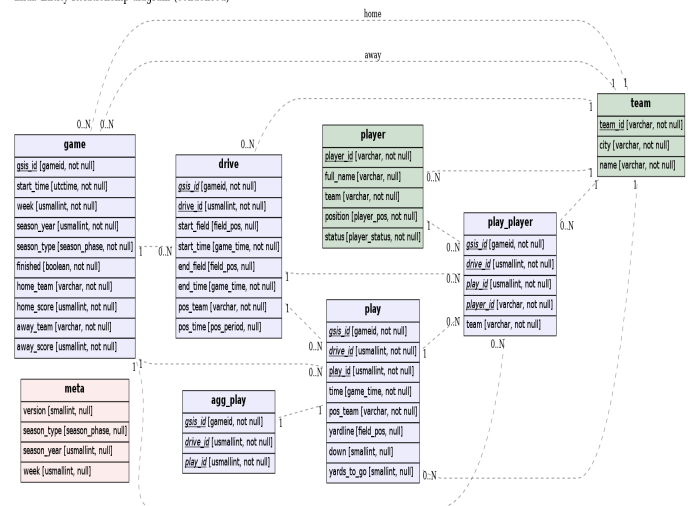 home
away
1
1
0..N
0..N
1
0..N
team
team_id [varchar, not null]
city [varchar, not null]
name [varchar, not null]
1
1
1
game
gsis_id [gameid, not null]
start_time [utctime, not null]
week [usmallint, not null]
season_year [usmallint, not null]
season_type [season_phase, not null]
finished [boolean, not null]
home_team [varchar, not null]
home_score [usmallint, not null]
away_team [varchar, not null]
away_score [usmallint, not null]
1
0..N
1
1
drive
gsis_id [gameid, not null]
drive_id [usmallint, not null]
start_field [field_pos, null]
start_time [game_time, not null]
end_field [field_pos, null]
end_time [game_time, not null]
pos_team [varchar, not null]
pos_time [pos_period, null]
1
1
player
player_id [varchar, not null]
full_name [varchar, null]
team [varchar, not null]
position [player_pos, not null]
status [player_status, not null]
0..N
1
0..N
0..N
0..N
play_player
gsis_id [gameid, not null]
drive_id [usmallint, not null]
play_id [usmallint, not null]
player_id [varchar, not null]
team [varchar, not null]
0..N
0..N
0..N
0..N
play
gsis_id [gameid, not null]
drive_id [usmallint, not null]
play_id [usmallint, not null]
time [game_time, not null]
pos_team [varchar, not null]
yardline [field_pos, null]
down [smallint, null]
yards_to_go [smallint, null]
1
1
0..N
meta
version [smallint, null]
season_type [season_phase, null]
season_year [usmallint, null]
week [usmallint, null]
agg_play
gsis_id [gameid, not null]
drive_id [usmallint, not null]
play_id [usmallint, not null]
1